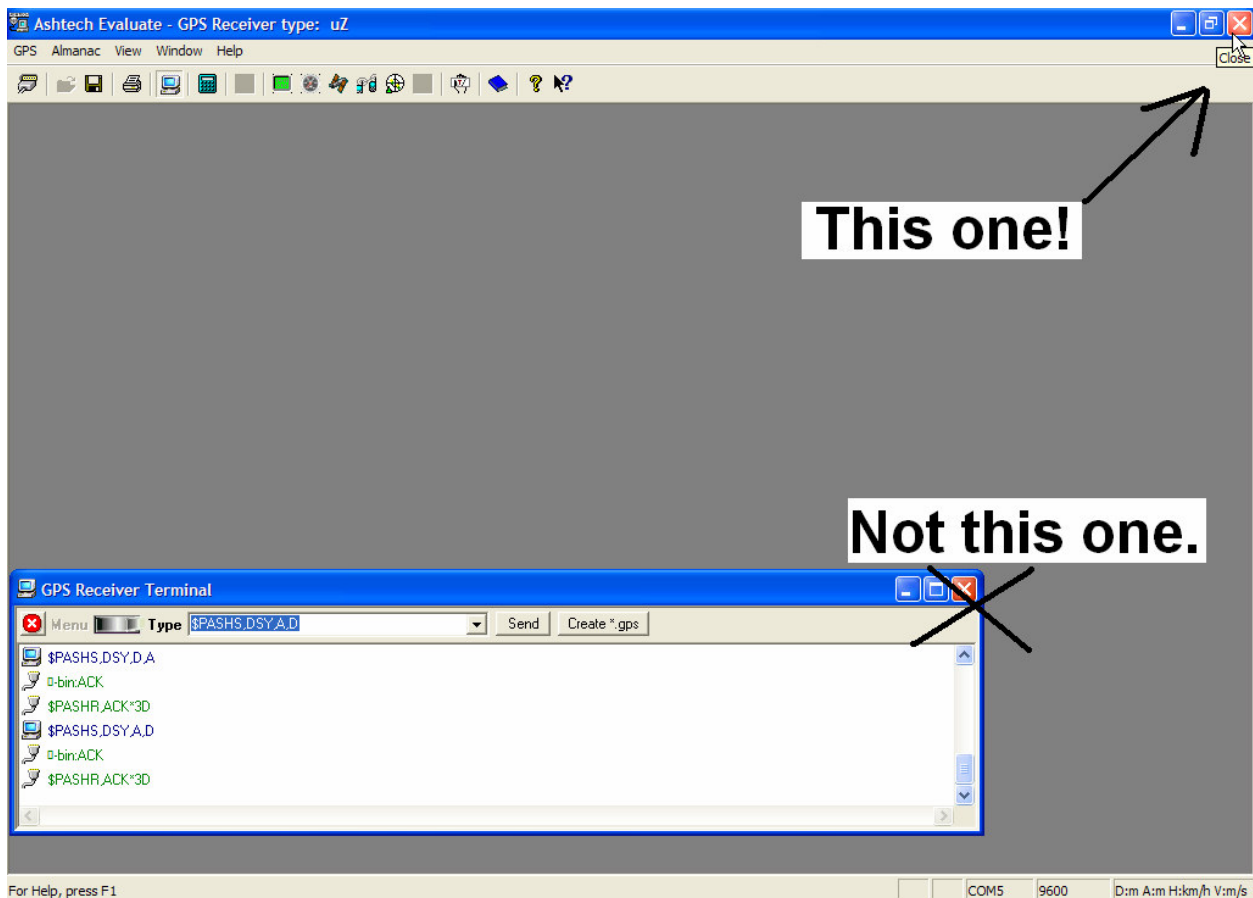 Ashtech Evaluate - GPS Receiver type: uZ
GPS Almanac View Window Help
Close
This one!
Not this one.
GPS Receiver Terminal
Menu Type $PASHS,DSY,A,D Send Create *.gps
$PASHS,DSY,D,A
-bin:ACK
$PASHR,ACK*3D
$PASHS,DSY,A,D
-bin:ACK
$PASHR,ACK*3D
For Help, press F1 COM5 9600 D:m A:m H:km/h V:m/s